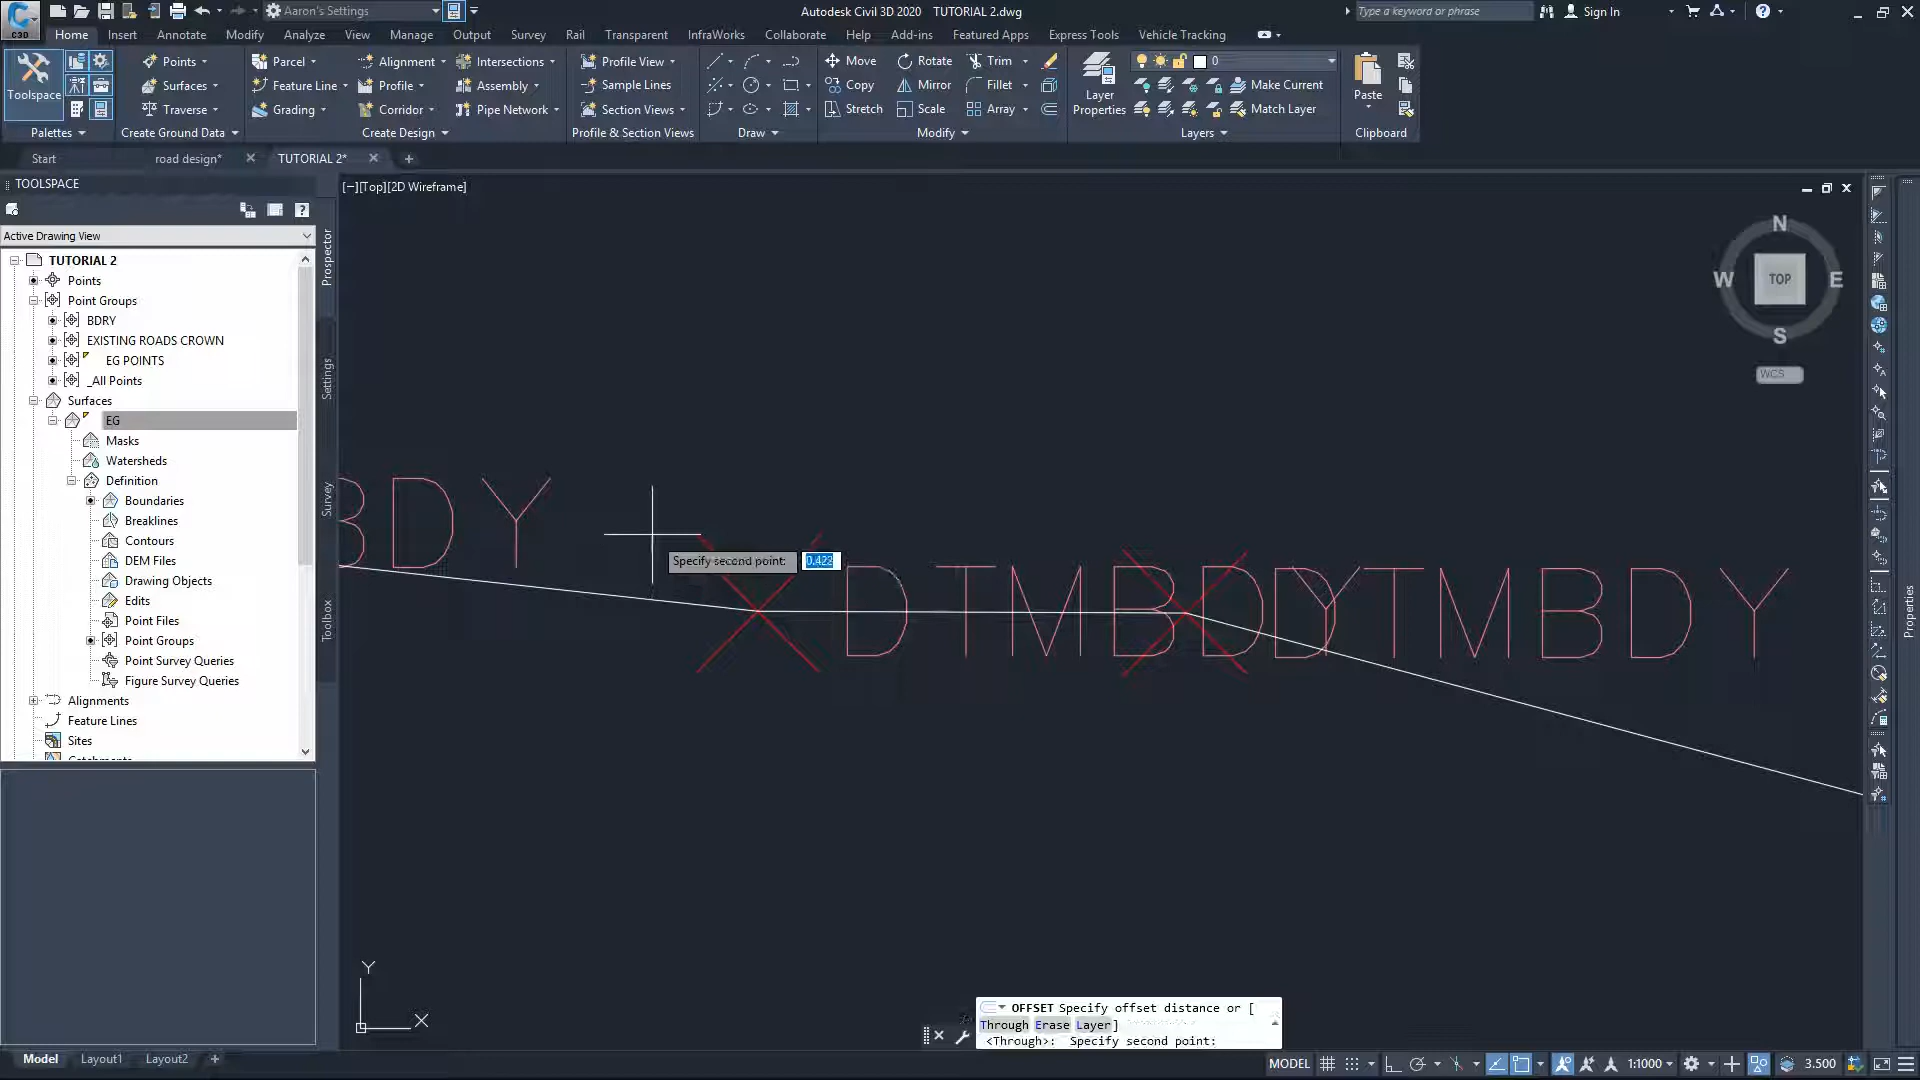 C3D
Aaron's Settings
Autodesk Civil 3D 2020 TUTORIAL 2.dwg
Type a keyword or phrase
Sign In
Home Insert Annotate Modify Analyze View Manage Output Survey Rail Transparent InfraWorks Collaborate Help Add-ins Featured Apps Express Tools Vehicle Tracking
Toolspace
Points
Surfaces
Traverse
Parcel
Feature Line
Grading
Alignment
Profile
Corridor
Intersections
Assembly
Pipe Network
Profile View
Sample Lines
Section Views
Move
Copy
Stretch
Rotate
Mirror
Scale
Trim
Fillet
Array
Layer
Properties
0
Make Current
Match Layer
Paste
Palettes
Create Ground Data
Create Design
Profile & Section Views
Draw
Modify
Layers
Clipboard
Start
road design*
TUTORIAL 2*
TOOLSPACE
Active Drawing View
TUTORIAL 2
Points
Point Groups
BDRY
EXISTING ROADS CROWN
EG POINTS
_All Points
Surfaces
EG
Masks
Watersheds
Definition
Boundaries
Breaklines
Contours
DEM Files
Drawing Objects
Edits
Point Files
Point Groups
Point Survey Queries
Figure Survey Queries
Alignments
Feature Lines
Sites
Prospector
Settings
Survey
Toolbox
[−][Top][2D Wireframe]
N
W
TOP
E
S
WCS
BDY
Specify second point: 0.422
DTMBDY
DTMBDY
Y
X
Properties
OFFSET Specify offset distance or [
Through Erase Layer]
<Through>: Specify second point:
Model
Layout1
Layout2
MODEL
1:1000
3.500